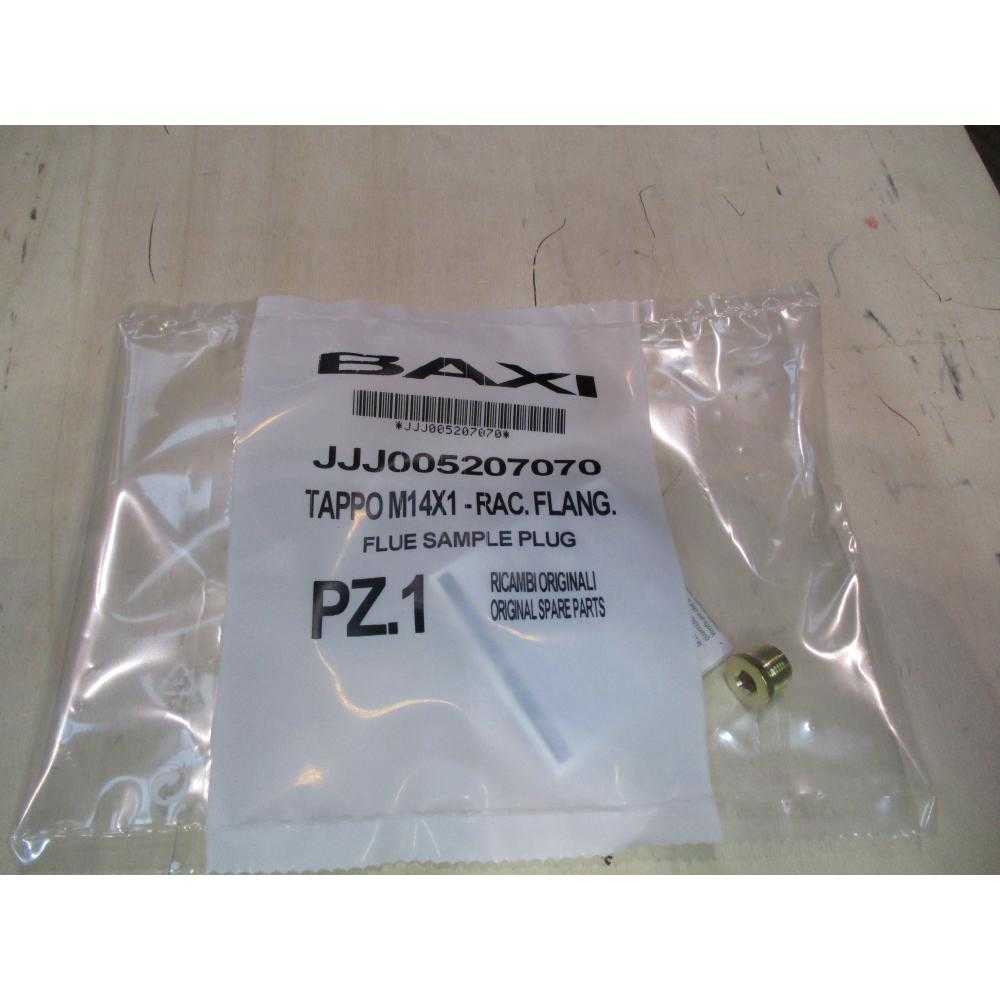 BAXI
*JJJ005207070*
JJJ005207070
TAPPO M14X1 - RAC. FLANG.
FLUE SAMPLE PLUG
PZ.1
RICAMBI ORIGINALI
ORIGINAL SPARE PARTS